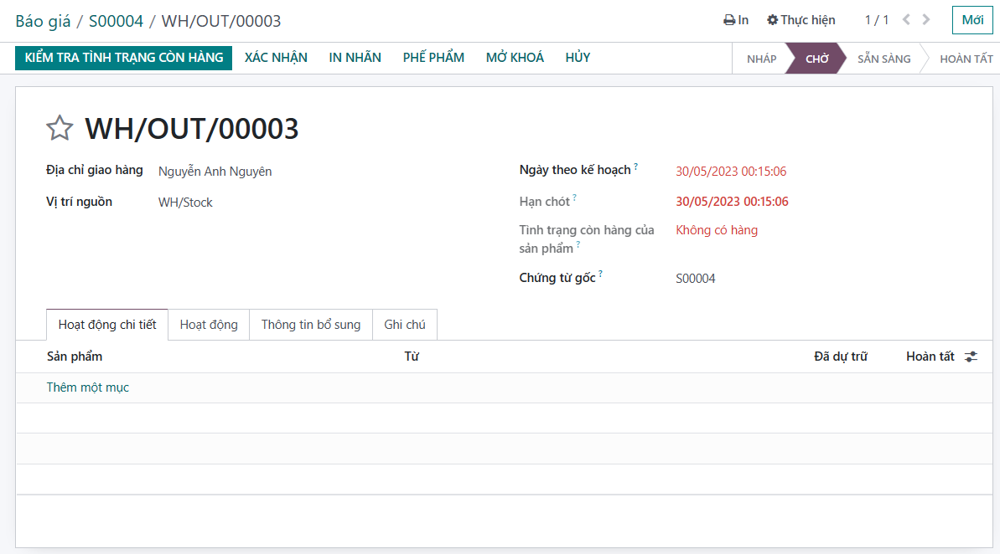 Báo giá / S00004 / WH/OUT/00003 In Thực hiện 1 / 1 Mới
KIỂM TRA TÌNH TRẠNG CÒN HÀNG XÁC NHẬN IN NHÃN PHẾ PHẨM MỞ KHOÁ HỦY NHÁP CHỜ SẴN SÀNG HOÀN TẤT
WH/OUT/00003
Địa chỉ giao hàng Nguyễn Anh Nguyên
Vị trí nguồn WH/Stock
Ngày theo kế hoạch ? 30/05/2023 00:15:06
Hạn chót ? 30/05/2023 00:15:06
Tình trạng còn hàng của Không có hàng
sản phẩm ?
Chứng từ gốc ? S00004
Hoạt động chi tiết Hoạt động Thông tin bổ sung Ghi chú
Sản phẩm Từ Đã dự trữ Hoàn tất
Thêm một mục